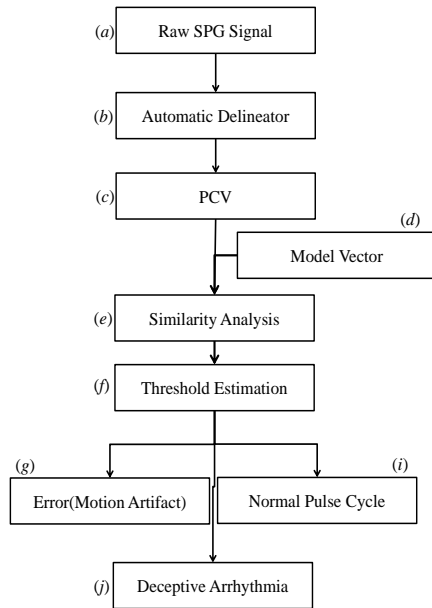 (a) Raw SPG Signal
(b) Automatic Delineator
(c) PCV
(d)
Model Vector
(e) Similarity Analysis
(f) Threshold Estimation
(g)
Error(Motion Artifact)
(i)
Normal Pulse Cycle
(j) Deceptive Arrhythmia